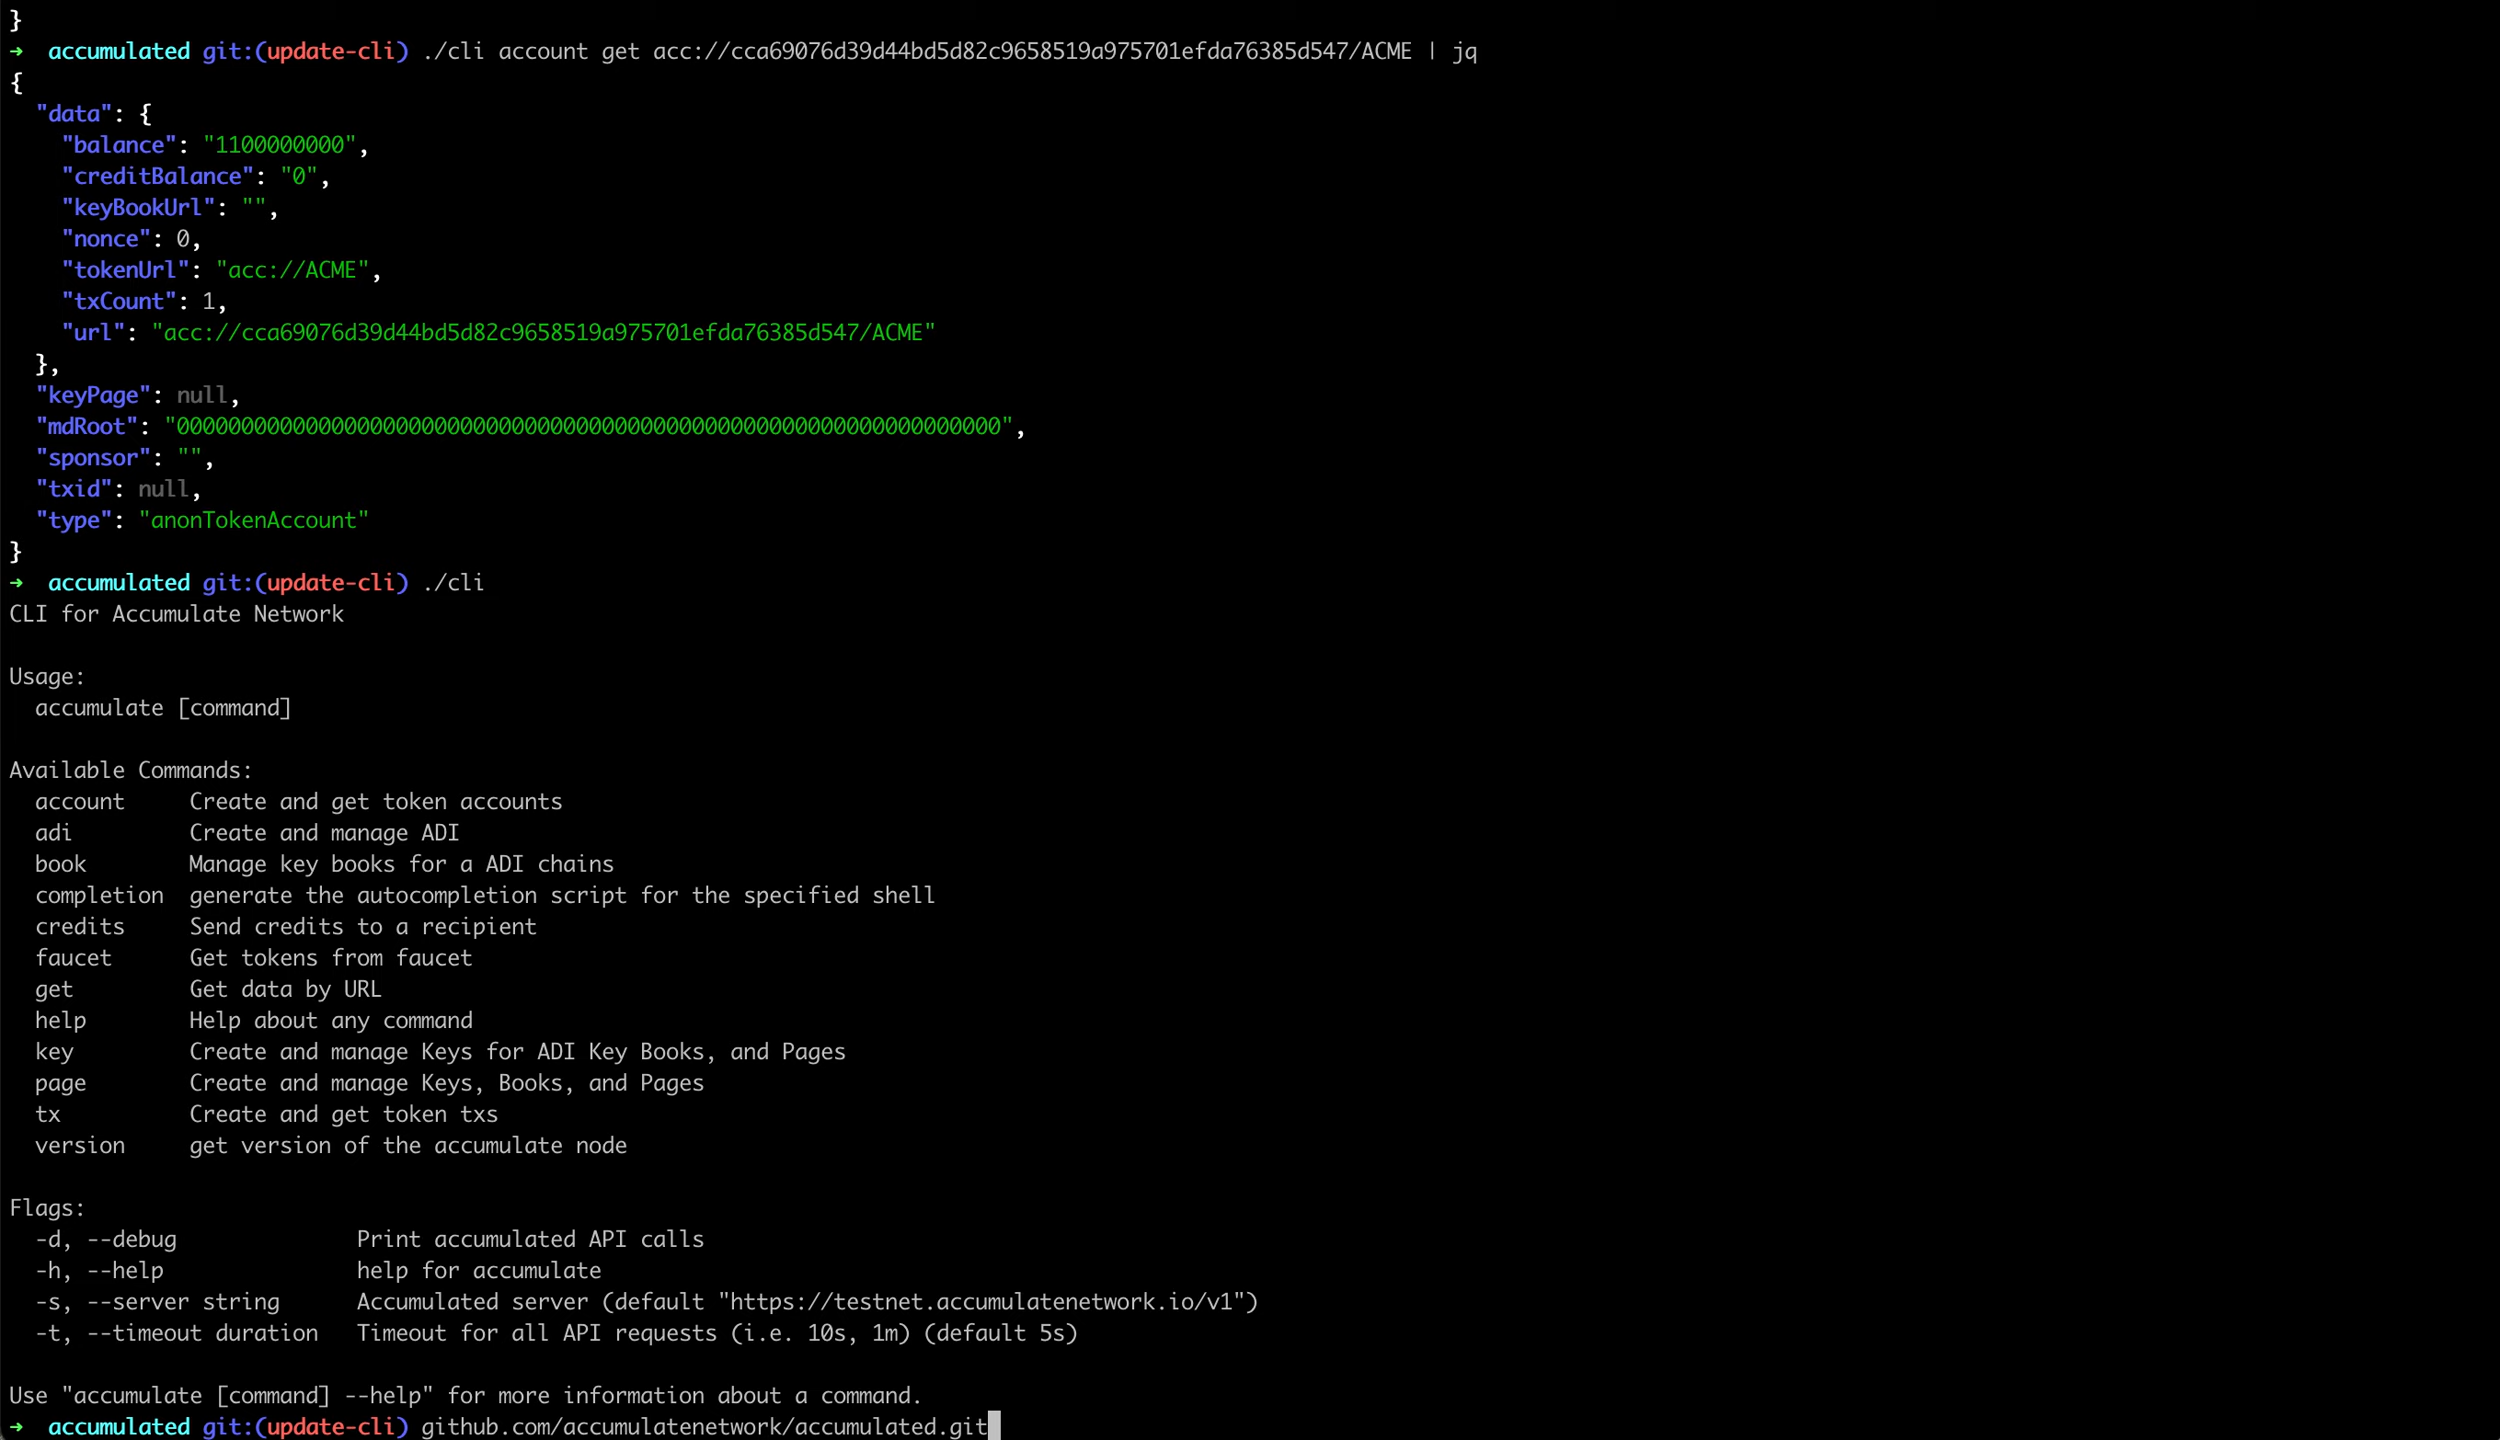 }
➜  accumulated git:(update-cli) ./cli account get acc://cca69076d39d44bd5d82c9658519a975701efda76385d547/ACME | jq
{
  "data": {
    "balance": "1100000000",
    "creditBalance": "0",
    "keyBookUrl": "",
    "nonce": 0,
    "tokenUrl": "acc://ACME",
    "txCount": 1,
    "url": "acc://cca69076d39d44bd5d82c9658519a975701efda76385d547/ACME"
  },
  "keyPage": null,
  "mdRoot": "0000000000000000000000000000000000000000000000000000000000000000",
  "sponsor": "",
  "txid": null,
  "type": "anonTokenAccount"
}
➜  accumulated git:(update-cli) ./cli
CLI for Accumulate Network

Usage:
  accumulate [command]

Available Commands:
  account     Create and get token accounts
  adi         Create and manage ADI
  book        Manage key books for a ADI chains
  completion  generate the autocompletion script for the specified shell
  credits     Send credits to a recipient
  faucet      Get tokens from faucet
  get         Get data by URL
  help        Help about any command
  key         Create and manage Keys for ADI Key Books, and Pages
  page        Create and manage Keys, Books, and Pages
  tx          Create and get token txs
  version     get version of the accumulate node

Flags:
  -d, --debug              Print accumulated API calls
  -h, --help               help for accumulate
  -s, --server string      Accumulated server (default "https://testnet.accumulatenetwork.io/v1")
  -t, --timeout duration   Timeout for all API requests (i.e. 10s, 1m) (default 5s)

Use "accumulate [command] --help" for more information about a command.
➜  accumulated git:(update-cli) github.com/accumulatenetwork/accumulated.git